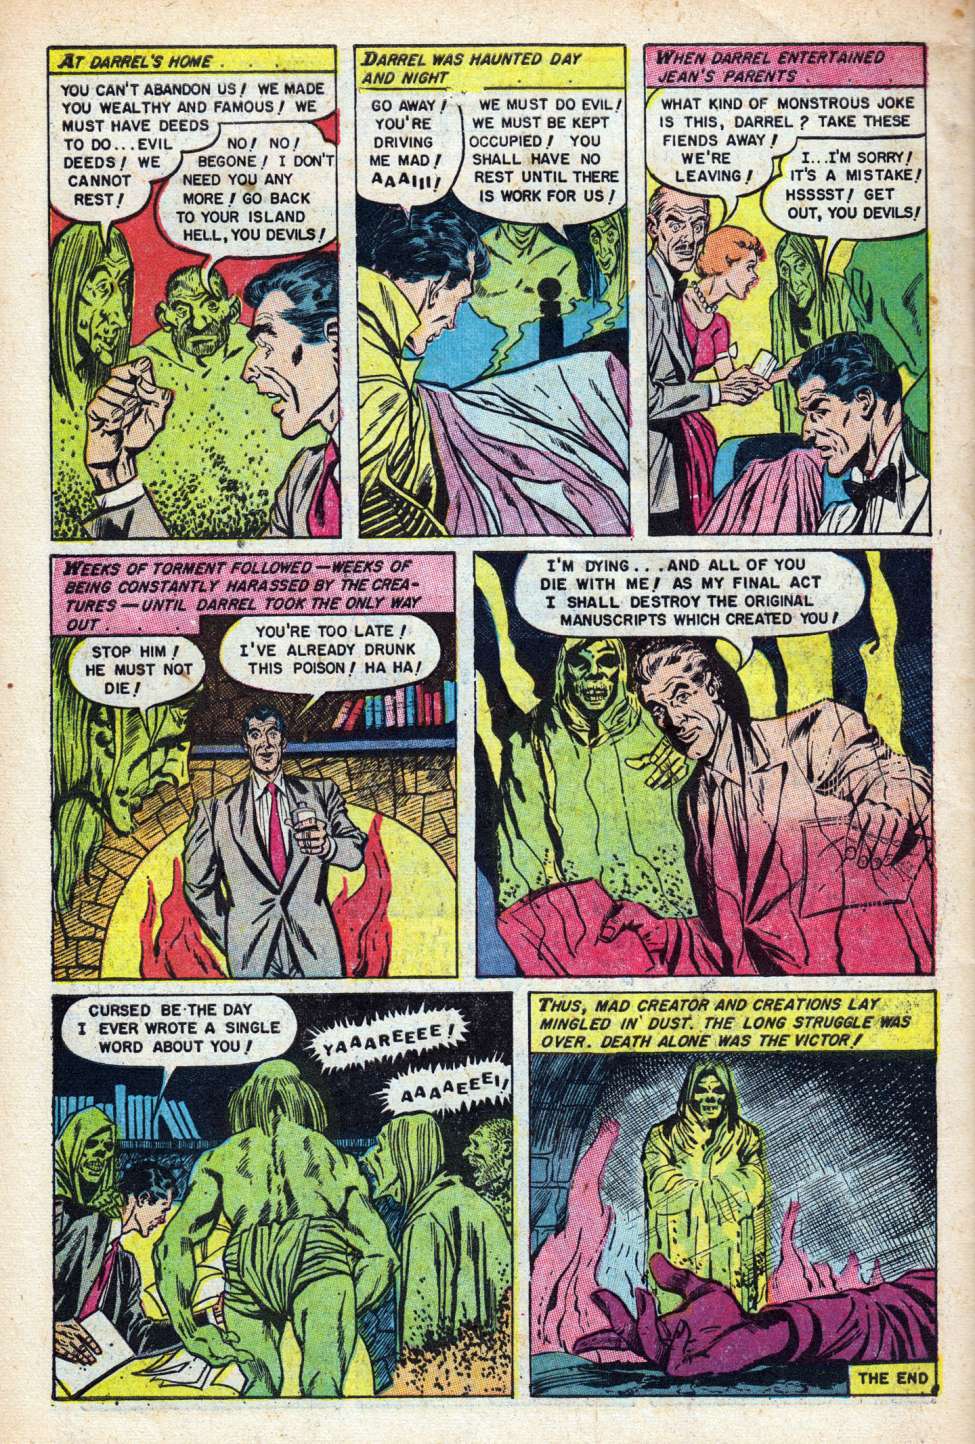 AT DARREL'S HOME . . . .
YOU CAN'T ABANDON US! WE MADE
YOU WEALTHY AND FAMOUS! WE
MUST HAVE DEEDS
TO DO...EVIL
DEEDS! WE
CANNOT
REST!
NO! NO!
BEGONE! I DON'T
NEED YOU ANY
MORE! GO BACK
TO YOUR ISLAND
HELL, YOU DEVILS!
DARREL WAS HAUNTED DAY
AND NIGHT
GO AWAY!
YOU'RE
DRIVING
ME MAD!
AAAIII!
WE MUST DO EVIL!
WE MUST BE KEPT
OCCUPIED! YOU
SHALL HAVE NO
REST UNTIL THERE
IS WORK FOR US!
WHEN DARREL ENTERTAINED
JEAN'S PARENTS . . . . .
WHAT KIND OF MONSTROUS JOKE
IS THIS, DARREL? TAKE THESE
FIENDS AWAY!
WE'RE
LEAVING!
I...I'M SORRY!
IT'S A MISTAKE!
HSSSST! GET
OUT, YOU DEVILS!
WEEKS OF TORMENT FOLLOWED—WEEKS OF
BEING CONSTANTLY HARASSED BY THE CREA-
TURES—UNTIL DARREL TOOK THE ONLY WAY
OUT . . . . .
STOP HIM!
HE MUST NOT
DIE!
YOU'RE TOO LATE!
I'VE ALREADY DRUNK
THIS POISON! HA HA!
I'M DYING...AND ALL OF YOU
DIE WITH ME! AS MY FINAL ACT
I SHALL DESTROY THE ORIGINAL
MANUSCRIPTS WHICH CREATED YOU!
CURSED BE THE DAY
I EVER WROTE A SINGLE
WORD ABOUT YOU!
YAAAREEEE!
AAAAEEEI!
THUS, MAD CREATOR AND CREATIONS LAY
MINGLED IN DUST. THE LONG STRUGGLE WAS
OVER. DEATH ALONE WAS THE VICTOR!
THE END